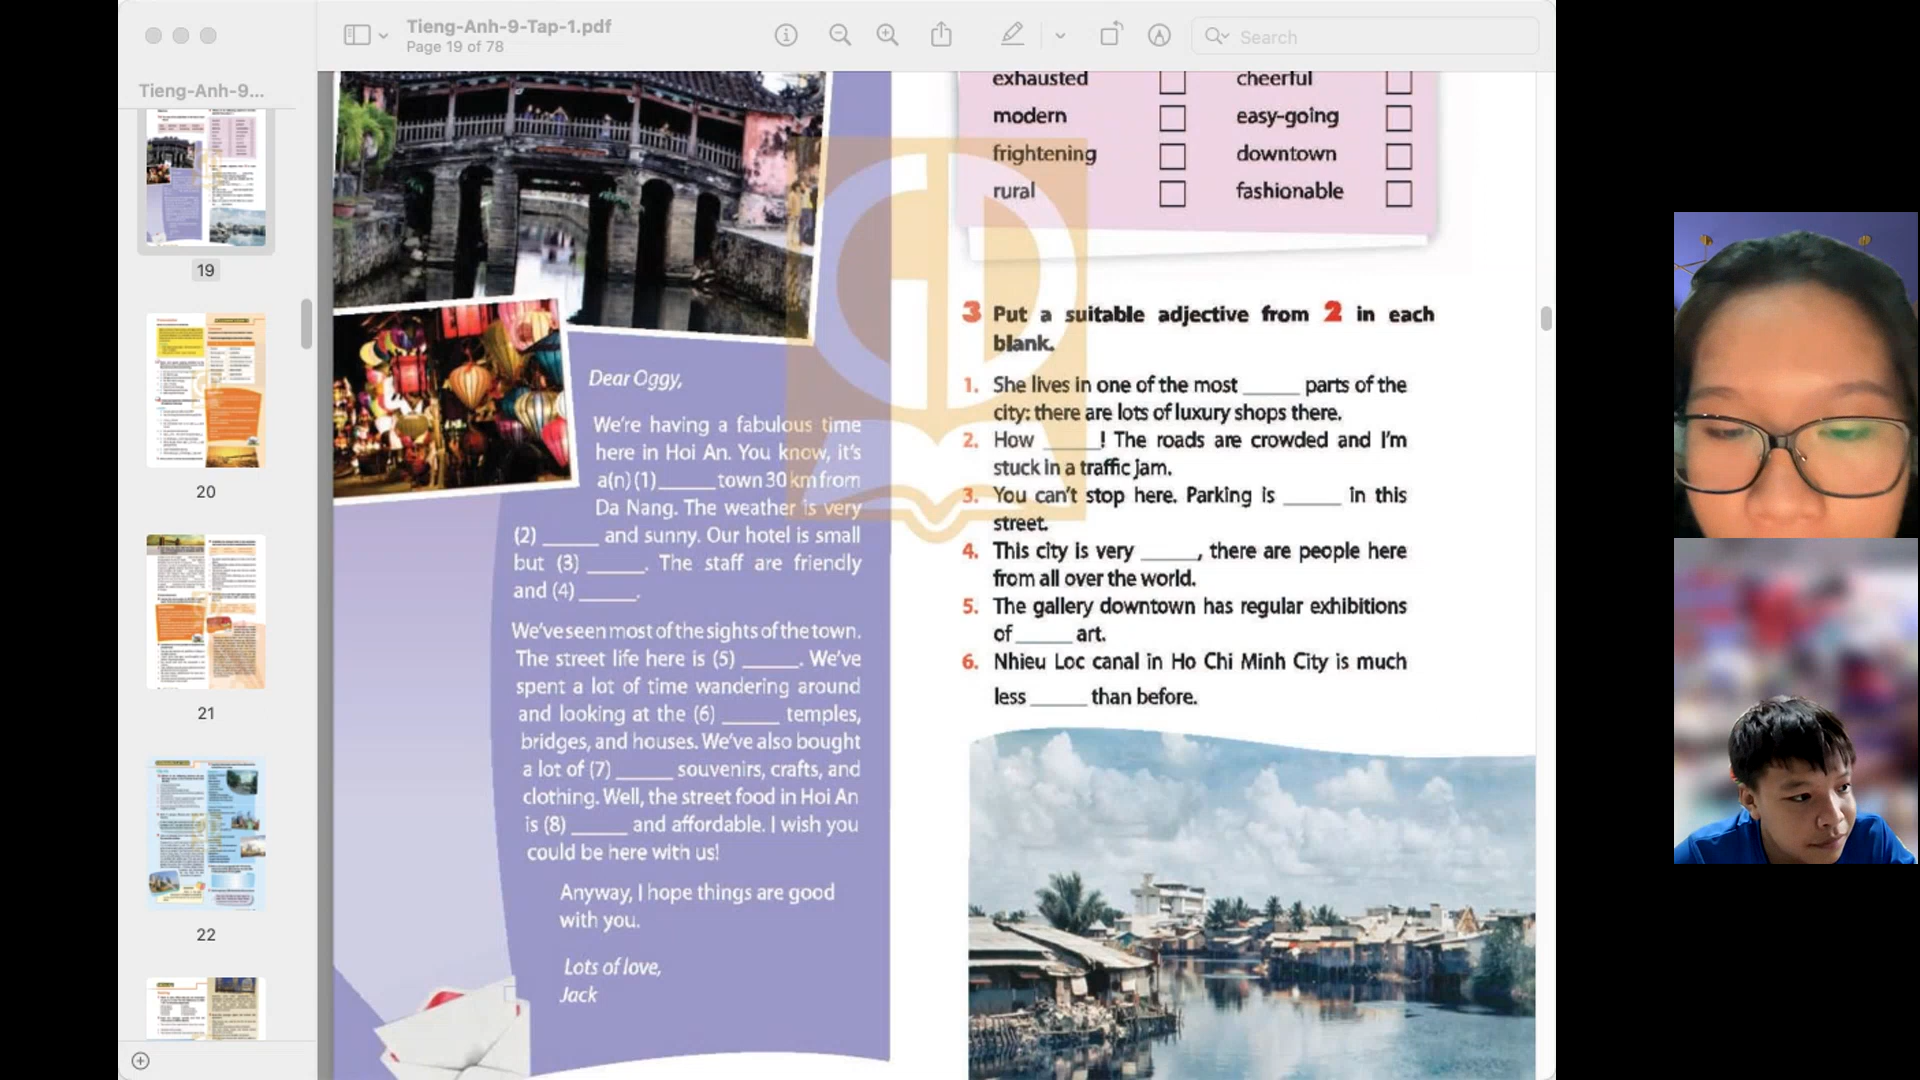 Tieng-Anh-9-Tap-1.pdf
Page 19 of 78
Search
Tieng-Anh-9...
19
20
21
22
Dear Oggy,
We're having a fabulous time
here in Hoi An. You know, it's
a(n) (1) _____ town 30 km from
Da Nang. The weather is very
(2) _____ and sunny. Our hotel is small
but (3) _____. The staff are friendly
and (4) _____.
We've seen most of the sights of the town.
The street life here is (5) _____. We've
spent a lot of time wandering around
and looking at the (6) _____ temples,
bridges, and houses. We've also bought
a lot of (7) _____ souvenirs, crafts, and
clothing. Well, the street food in Hoi An
is (8) _____ and affordable. I wish you
could be here with us!
Anyway, I hope things are good
with you.
Lots of love,
Jack
exhausted cheerful
modern easy-going
frightening downtown
rural fashionable
3 Put a suitable adjective from 2 in each
blank.
1. She lives in one of the most _____ parts of the
city: there are lots of luxury shops there.
2. How _____! The roads are crowded and I'm
stuck in a traffic jam.
3. You can't stop here. Parking is _____ in this
street.
4. This city is very _____, there are people here
from all over the world.
5. The gallery downtown has regular exhibitions
of _____ art.
6. Nhieu Loc canal in Ho Chi Minh City is much
less _____ than before.